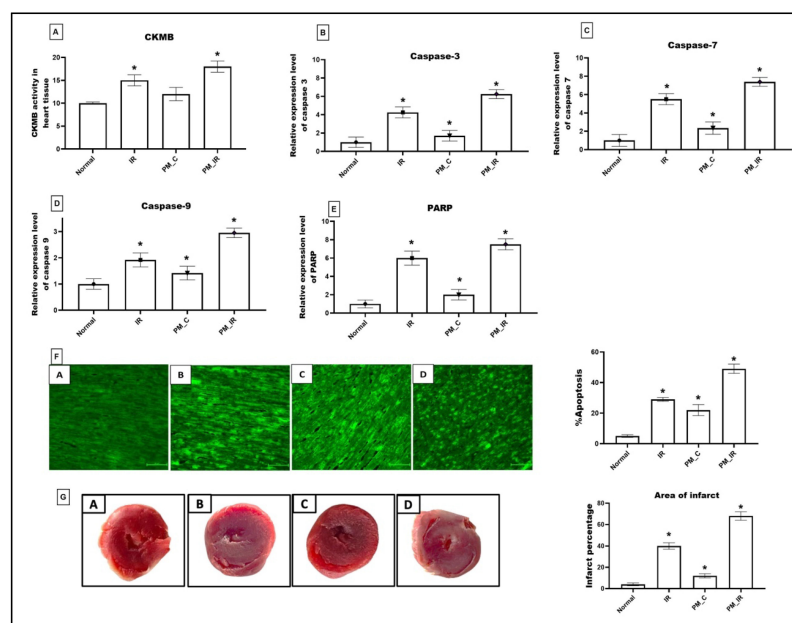 A
CKMB
CKMB activity in
heart tissue
20
15
10
5
0
*
*
Normal
IR
PM_C
PM_IR
B
Caspase-3
Relative expression level
of caspase 3
8
6
4
2
0
*
*
*
Normal
IR
PM_C
PM_IR
C
Caspase-7
Relative expression level
of caspase 7
8
6
4
2
0
*
*
*
Normal
IR
PM_C
PM_IR
D
Caspase-9
Relative expression level
of caspase 9
3
2
1
0
*
*
*
Normal
IR
PM_C
PM_IR
E
PARP
Relative expression level
of PARP
8
6
4
2
0
*
*
*
Normal
IR
PM_C
PM_IR
F
A
B
C
D
%Apoptosis
60
40
20
0
*
*
*
Normal
IR
PM_C
PM_IR
G
A
B
C
D
Area of infarct
Infarct percentage
80
60
40
20
0
*
*
*
Normal
IR
PM_C
PM_IR